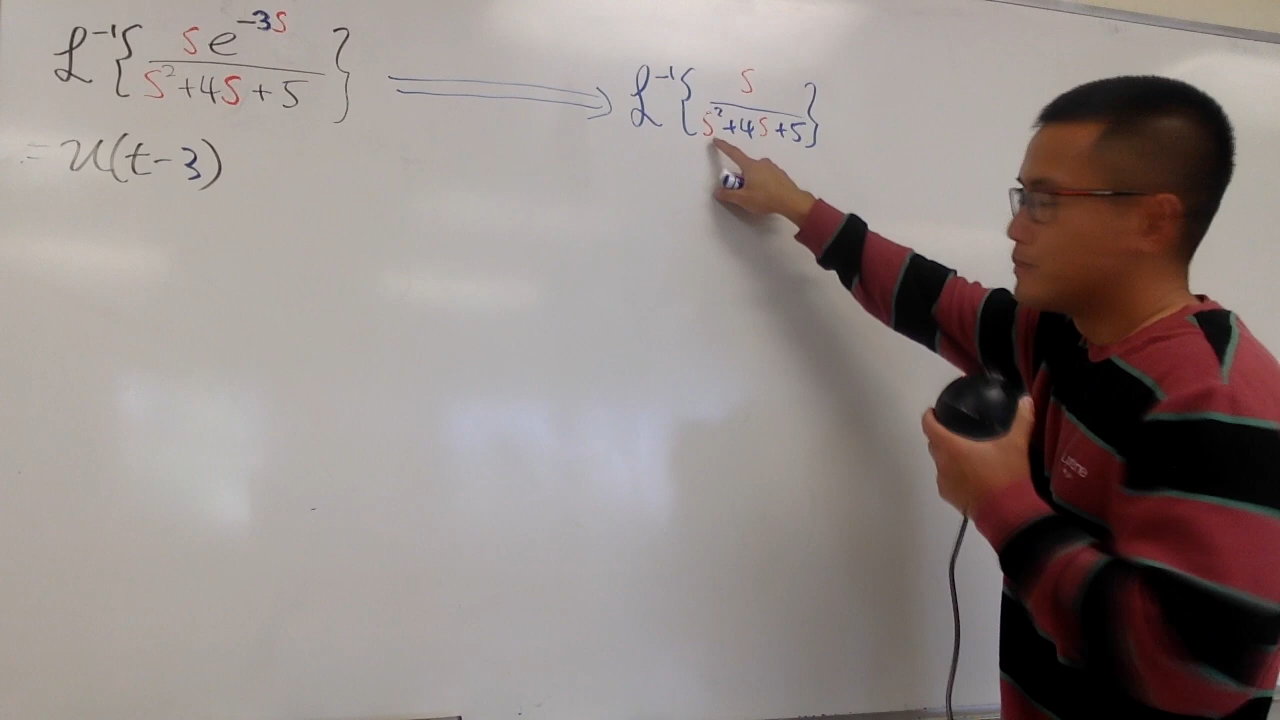 ℒ⁻¹{ se⁻³ˢ / s²+4s+5 } ⟹ ℒ⁻¹{ s / s²+4s+5 }
= u(t-3)